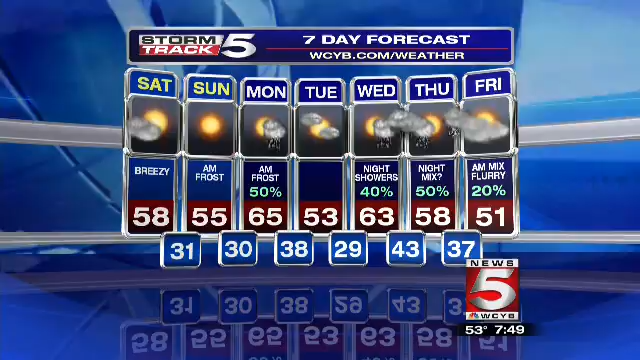 STORM TRACK 5
7 DAY FORECAST
WCYB.COM/WEATHER
SAT SUN MON TUE WED THU FRI
BREEZY
AM FROST
AM FROST 50%
NIGHT SHOWERS 40%
NIGHT MIX? 50%
AM MIX FLURRY 20%
58 55 65 53 63 58 51
31 30 38 29 43 37
NEWS
5
WCYB
53° 7:49